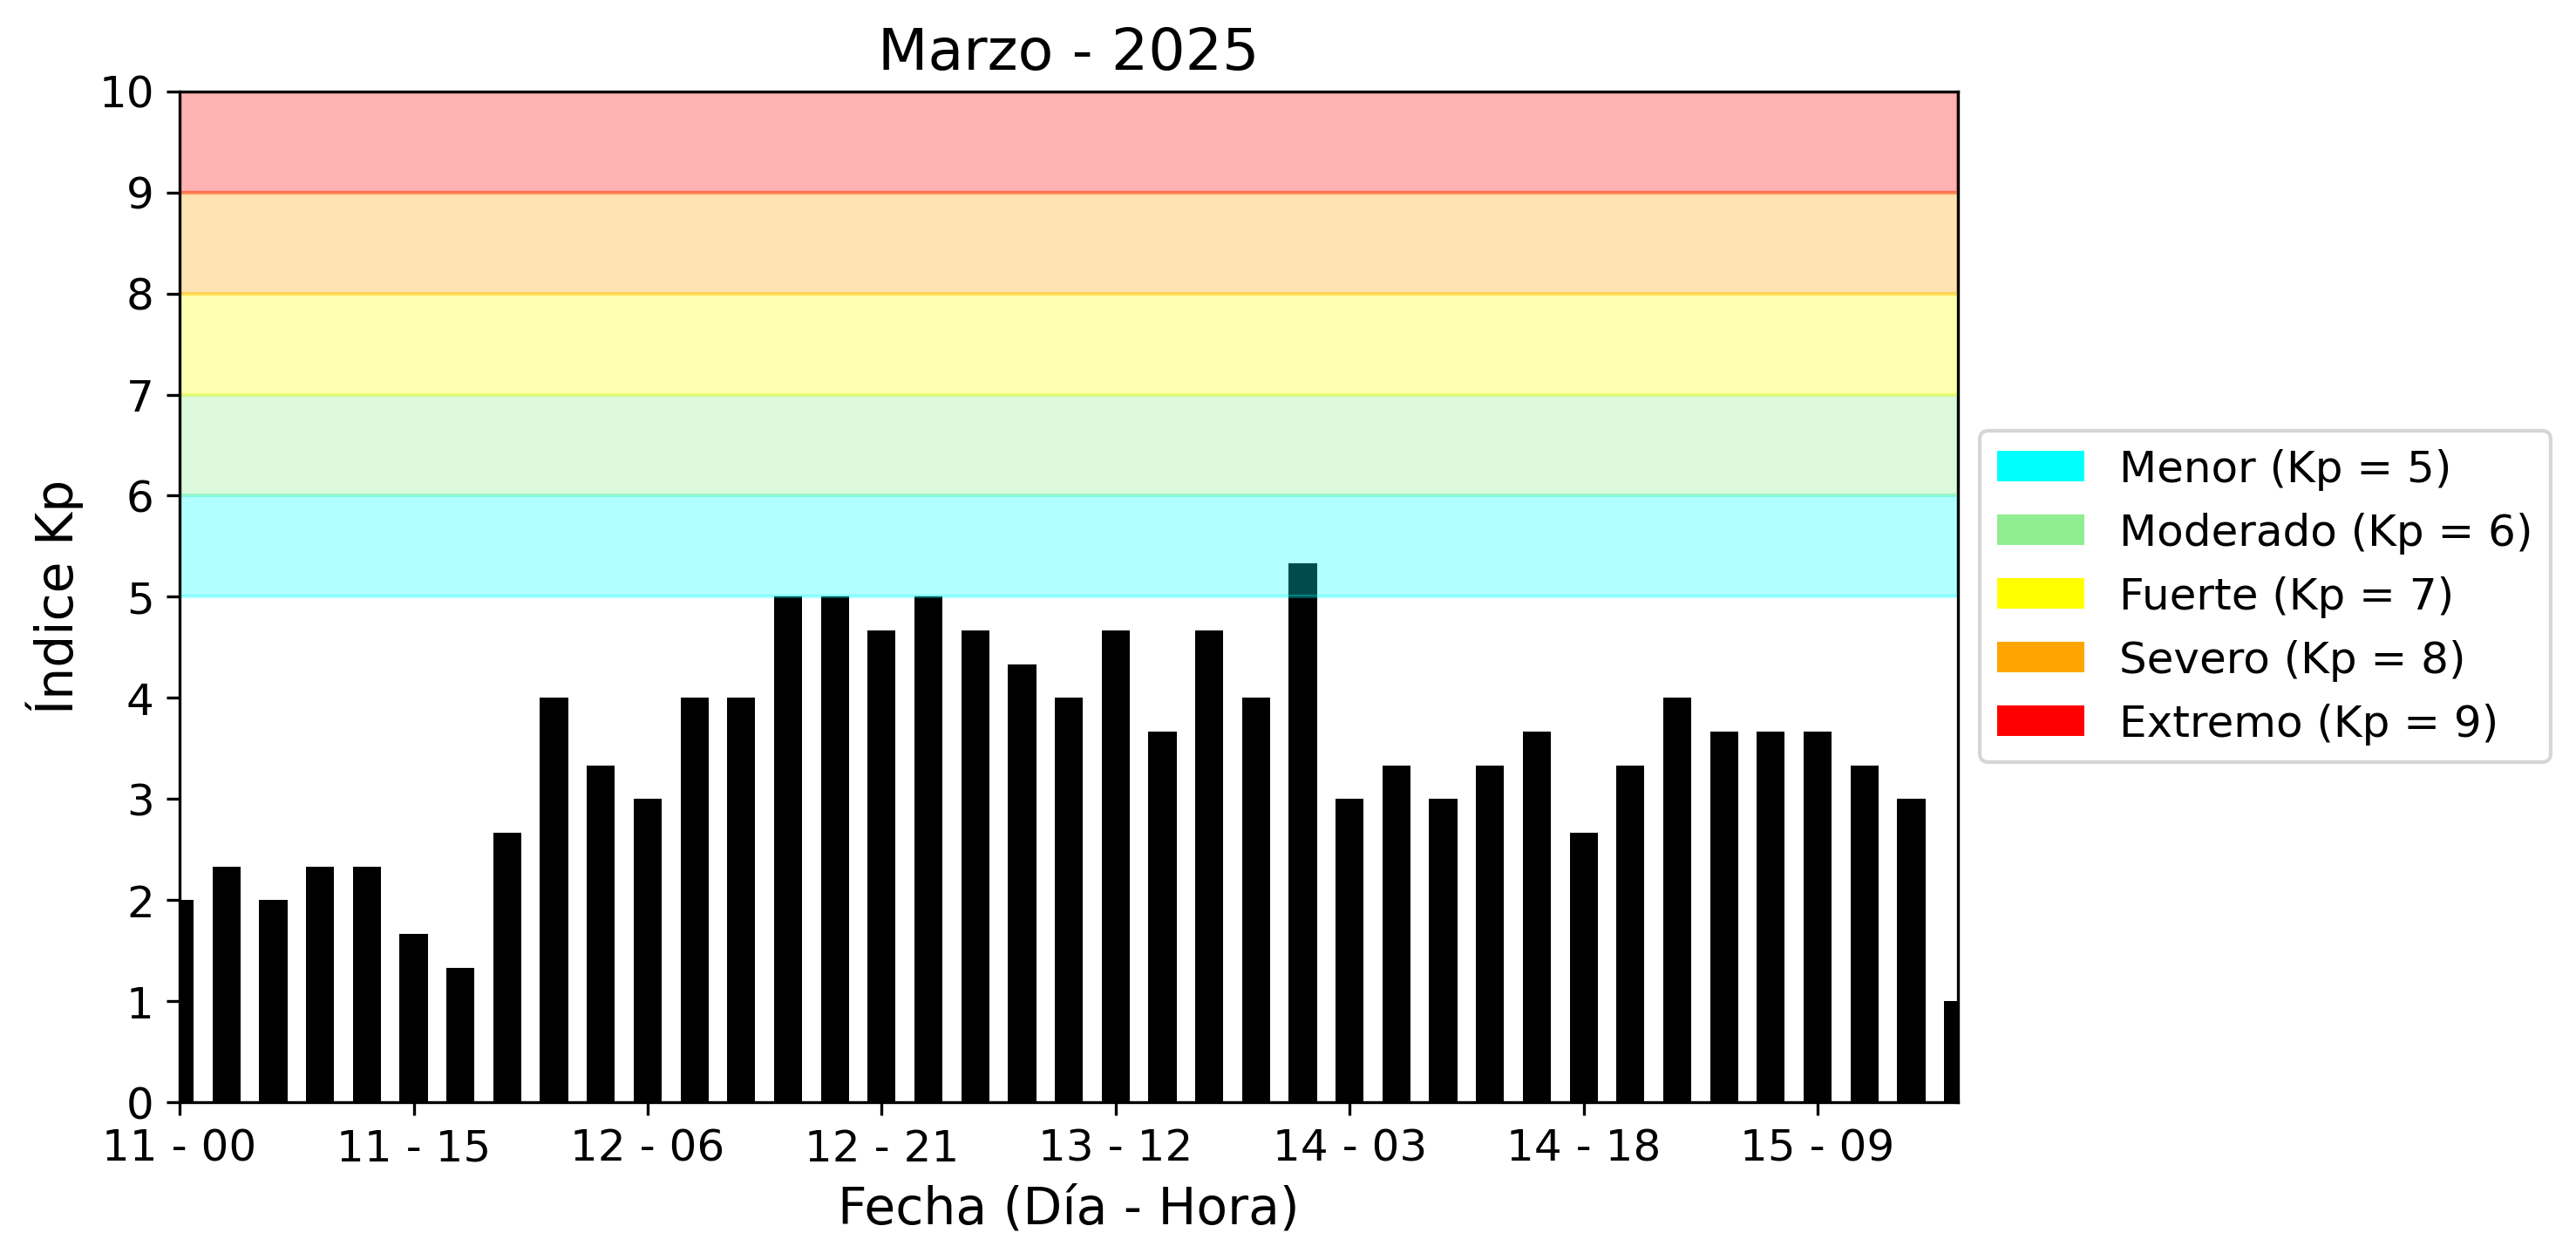 Marzo - 2025
10
9
8
7
6
5
4
3
2
1
0
Índice Kp
11 - 00
11 - 15
12 - 06
12 - 21
13 - 12
14 - 03
14 - 18
15 - 09
Fecha (Día - Hora)
Menor (Kp = 5)
Moderado (Kp = 6)
Fuerte (Kp = 7)
Severo (Kp = 8)
Extremo (Kp = 9)